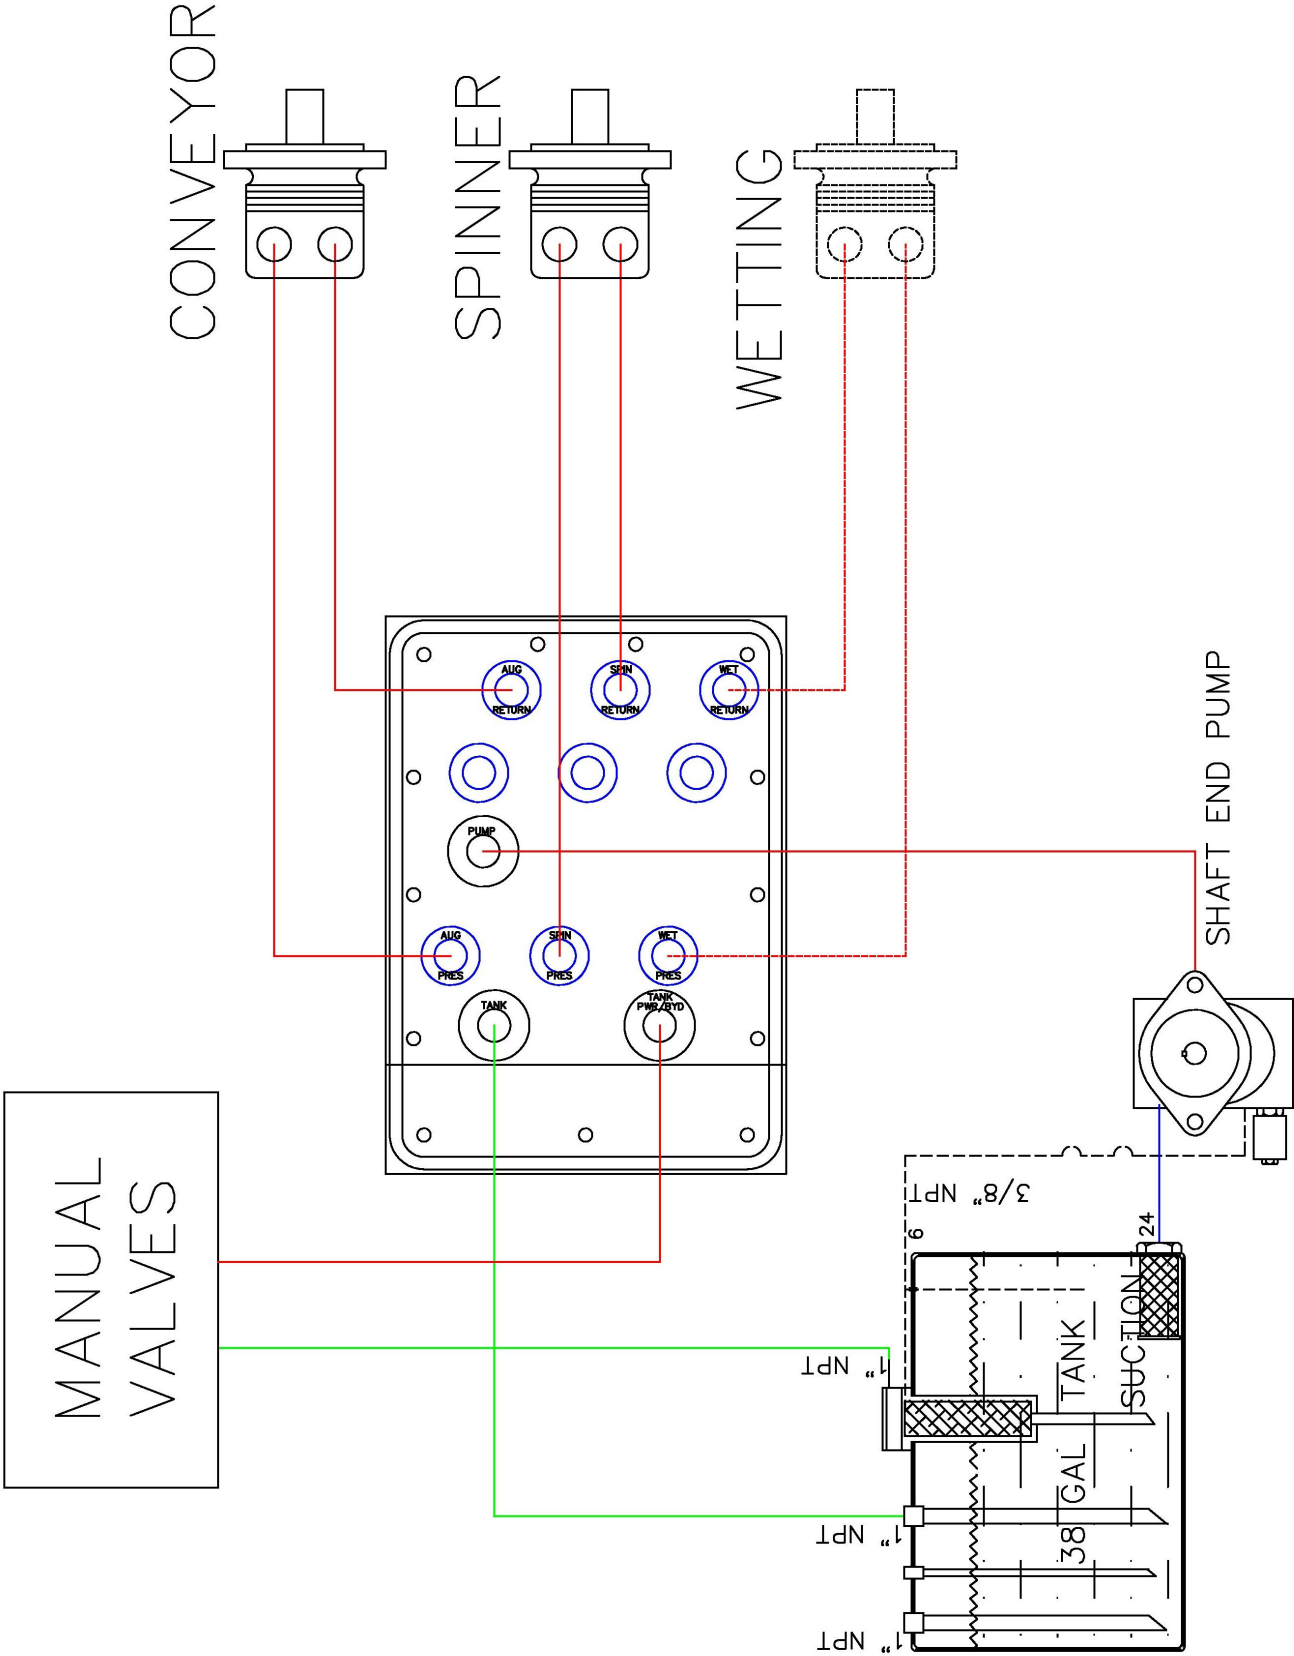 CONVEYOR
SPINNER
WETTING
AUG
RETURN
SPIN
RETURN
WET
RETURN
PUMP
AUG
PRES
SPIN
PRES
WET
PRES
TANK
TANK
PWR/BYD
SHAFT END PUMP
MANUAL
VALVES
3/8" NPT
6
24
1" NPT
1" NPT
1" NPT
38 GAL TANK
SUCTION